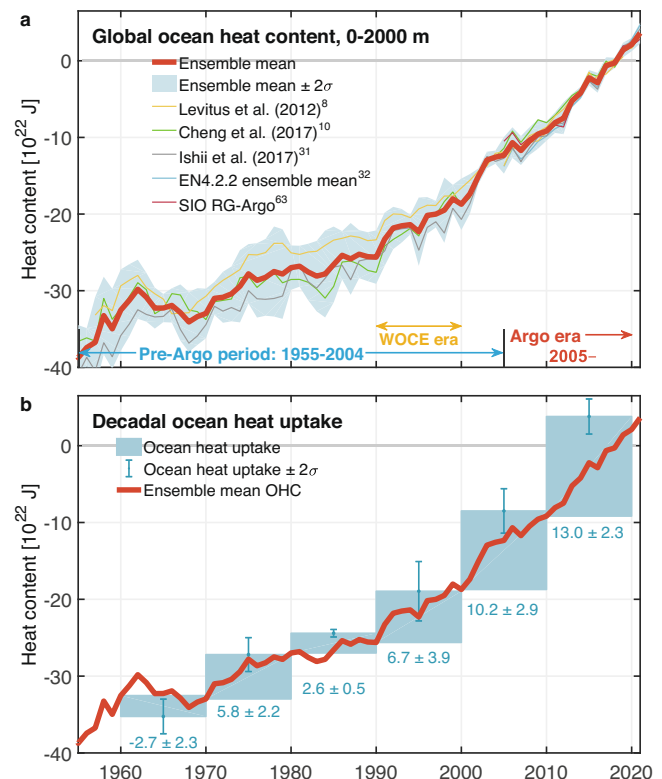 a
Global ocean heat content, 0-2000 m
Ensemble mean
Ensemble mean ± 2σ
Levitus et al. (2012)⁸
Cheng et al. (2017)¹⁰
Ishii et al. (2017)³¹
EN4.2.2 ensemble mean³²
SIO RG-Argo⁶³
Heat content [10²² J]
0
-10
-20
-30
-40
WOCE era
Argo era
2005–
Pre-Argo period: 1955-2004
b
Decadal ocean heat uptake
Ocean heat uptake
Ocean heat uptake ± 2σ
Ensemble mean OHC
Heat content [10²² J]
0
-10
-20
-30
-40
-2.7 ± 2.3
5.8 ± 2.2
2.6 ± 0.5
6.7 ± 3.9
10.2 ± 2.9
13.0 ± 2.3
1960 1970 1980 1990 2000 2010 2020